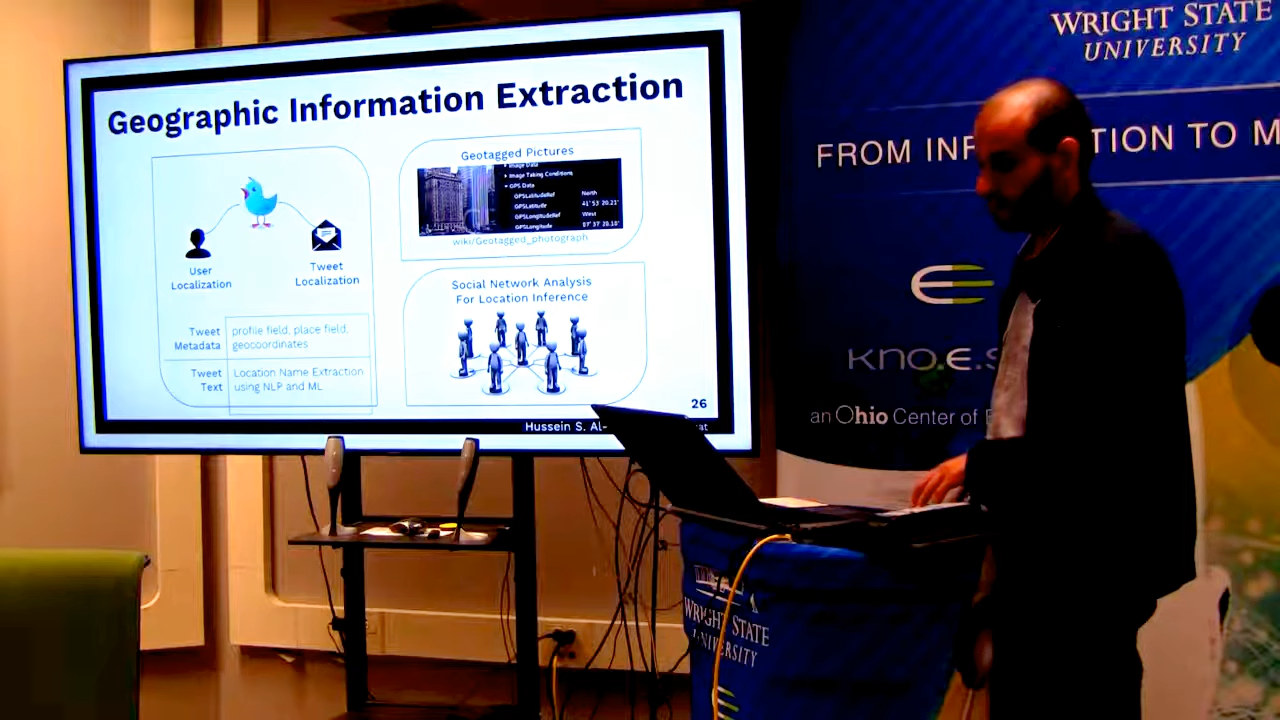 Geographic Information Extraction
User
Localization
Tweet
Localization
Tweet
Metadata
profile field, place field,
geocoordinates
Tweet
Text
Location Name Extraction
using NLP and ML
Geotagged Pictures
Image Data
Image Taking Conditions
GPS Data
GPSLatitudeRef North
GPSLatitude 41° 53' 20.21"
GPSLongitudeRef West
GPSLongitude 87° 37' 20.10"
wiki/Geotagged_photograph
Social Network Analysis
For Location Inference
26
Hussein S. Al-
WRIGHT STATE
UNIVERSITY
FROM INF TION TO M
KNO.E.S
an Ohio Center of E
WRIGHT STATE
UNIVERSITY